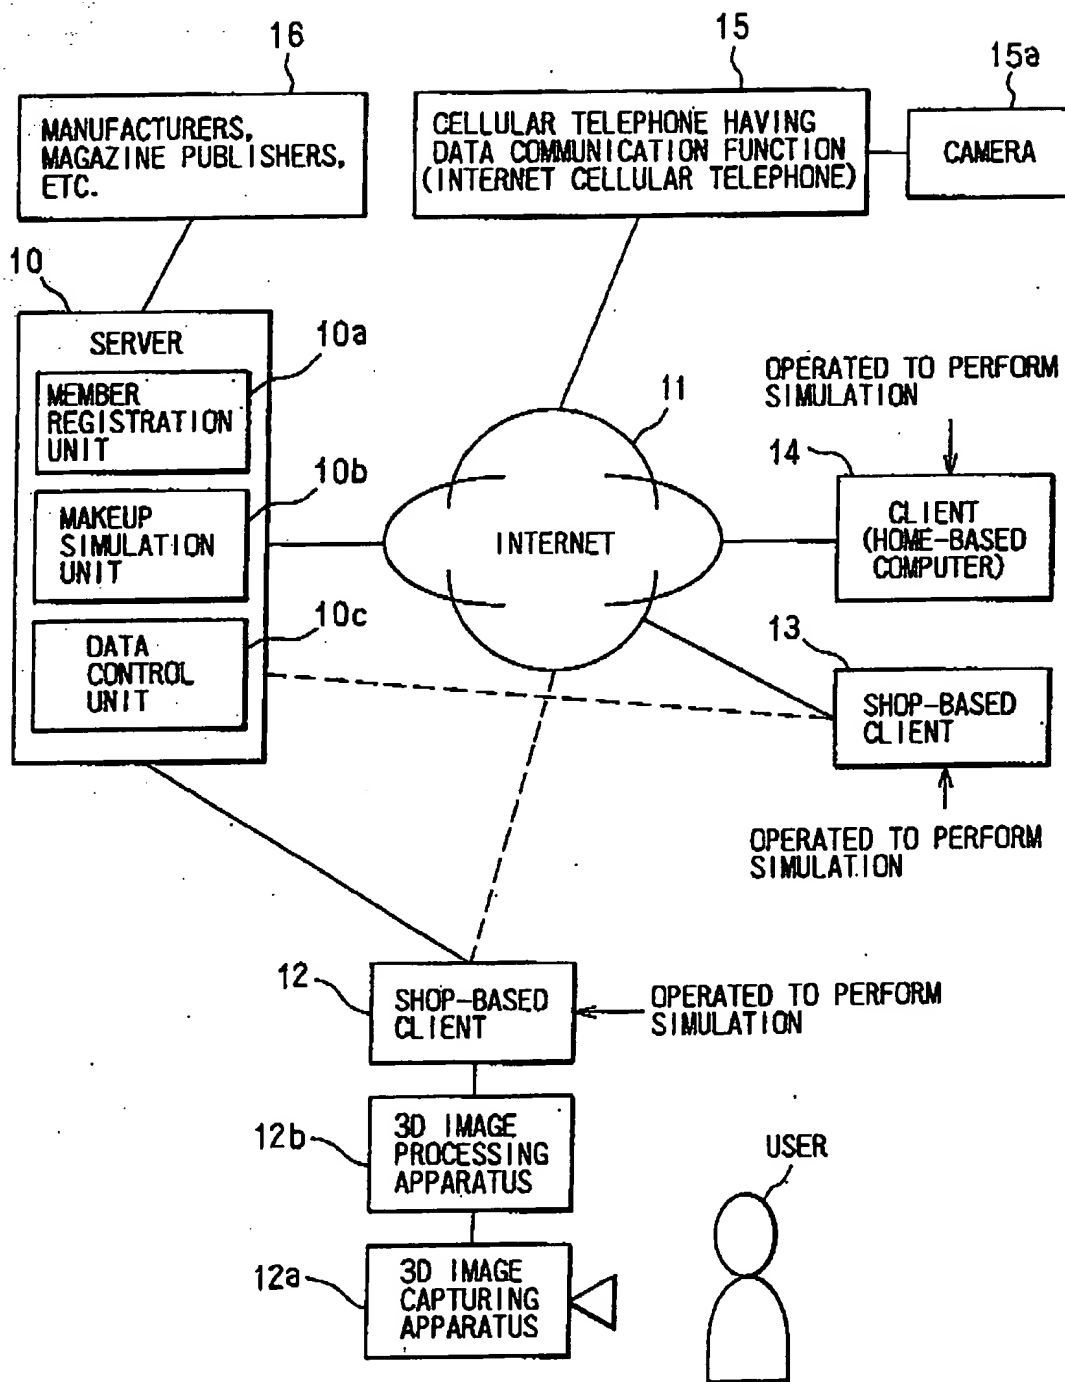 16
MANUFACTURERS,
MAGAZINE PUBLISHERS,
ETC.
15
CELLULAR TELEPHONE HAVING
DATA COMMUNICATION FUNCTION
(INTERNET CELLULAR TELEPHONE)
15a
CAMERA
10
SERVER
10a
MEMBER
REGISTRATION
UNIT
10b
MAKEUP
SIMULATION
UNIT
10c
DATA
CONTROL
UNIT
11
INTERNET
OPERATED TO PERFORM
SIMULATION
14
CLIENT
(HOME-BASED
COMPUTER)
13
SHOP-BASED
CLIENT
OPERATED TO PERFORM
SIMULATION
12
SHOP-BASED
CLIENT
OPERATED TO PERFORM
SIMULATION
12b
3D IMAGE
PROCESSING
APPARATUS
12a
3D IMAGE
CAPTURING
APPARATUS
USER